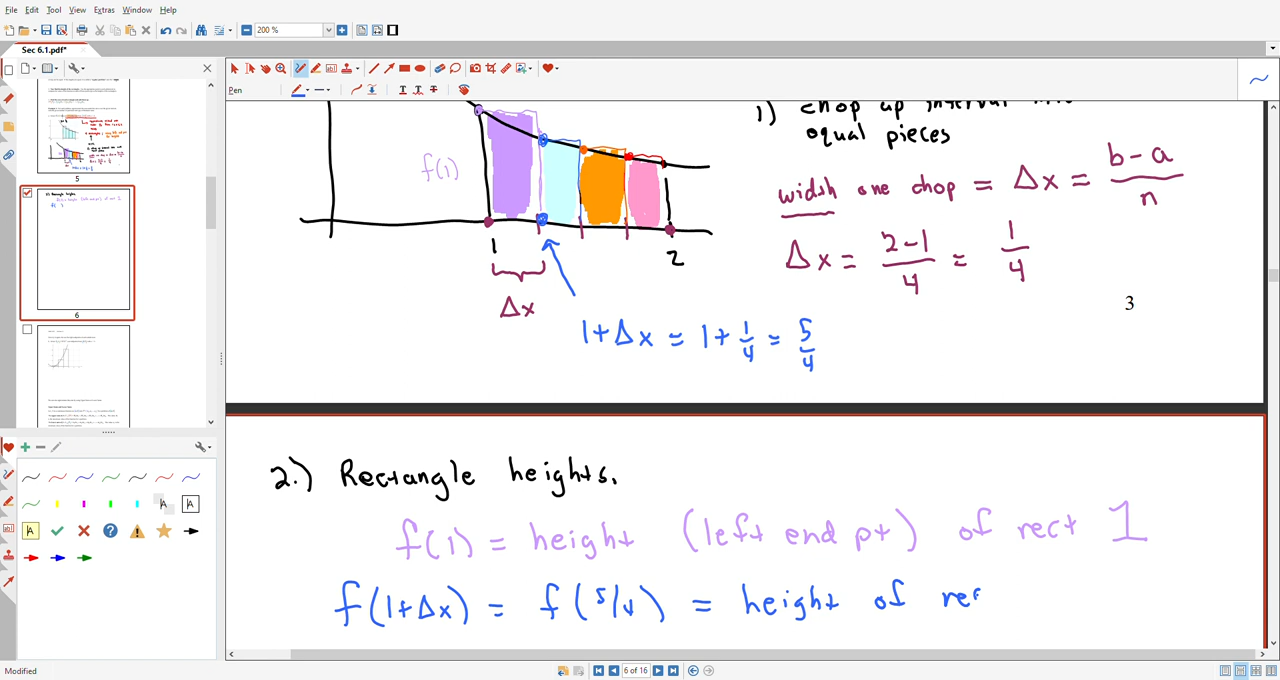 File Edit Tool View Extras Window Help
200 %
Sec 6.1.pdf*
Pen
5
6
1) chop up interval
equal pieces
f(1)
width one chop = Δx = b-a/n
Δx = 2-1/4 = 1/4
1 2
Δx
1+Δx = 1+1/4 = 5/4
3
2.) Rectangle heights.
f(1) = height (left end pt) of rect 1
f(1+Δx) = f(5/4) = height of rec
Modified
6 of 16